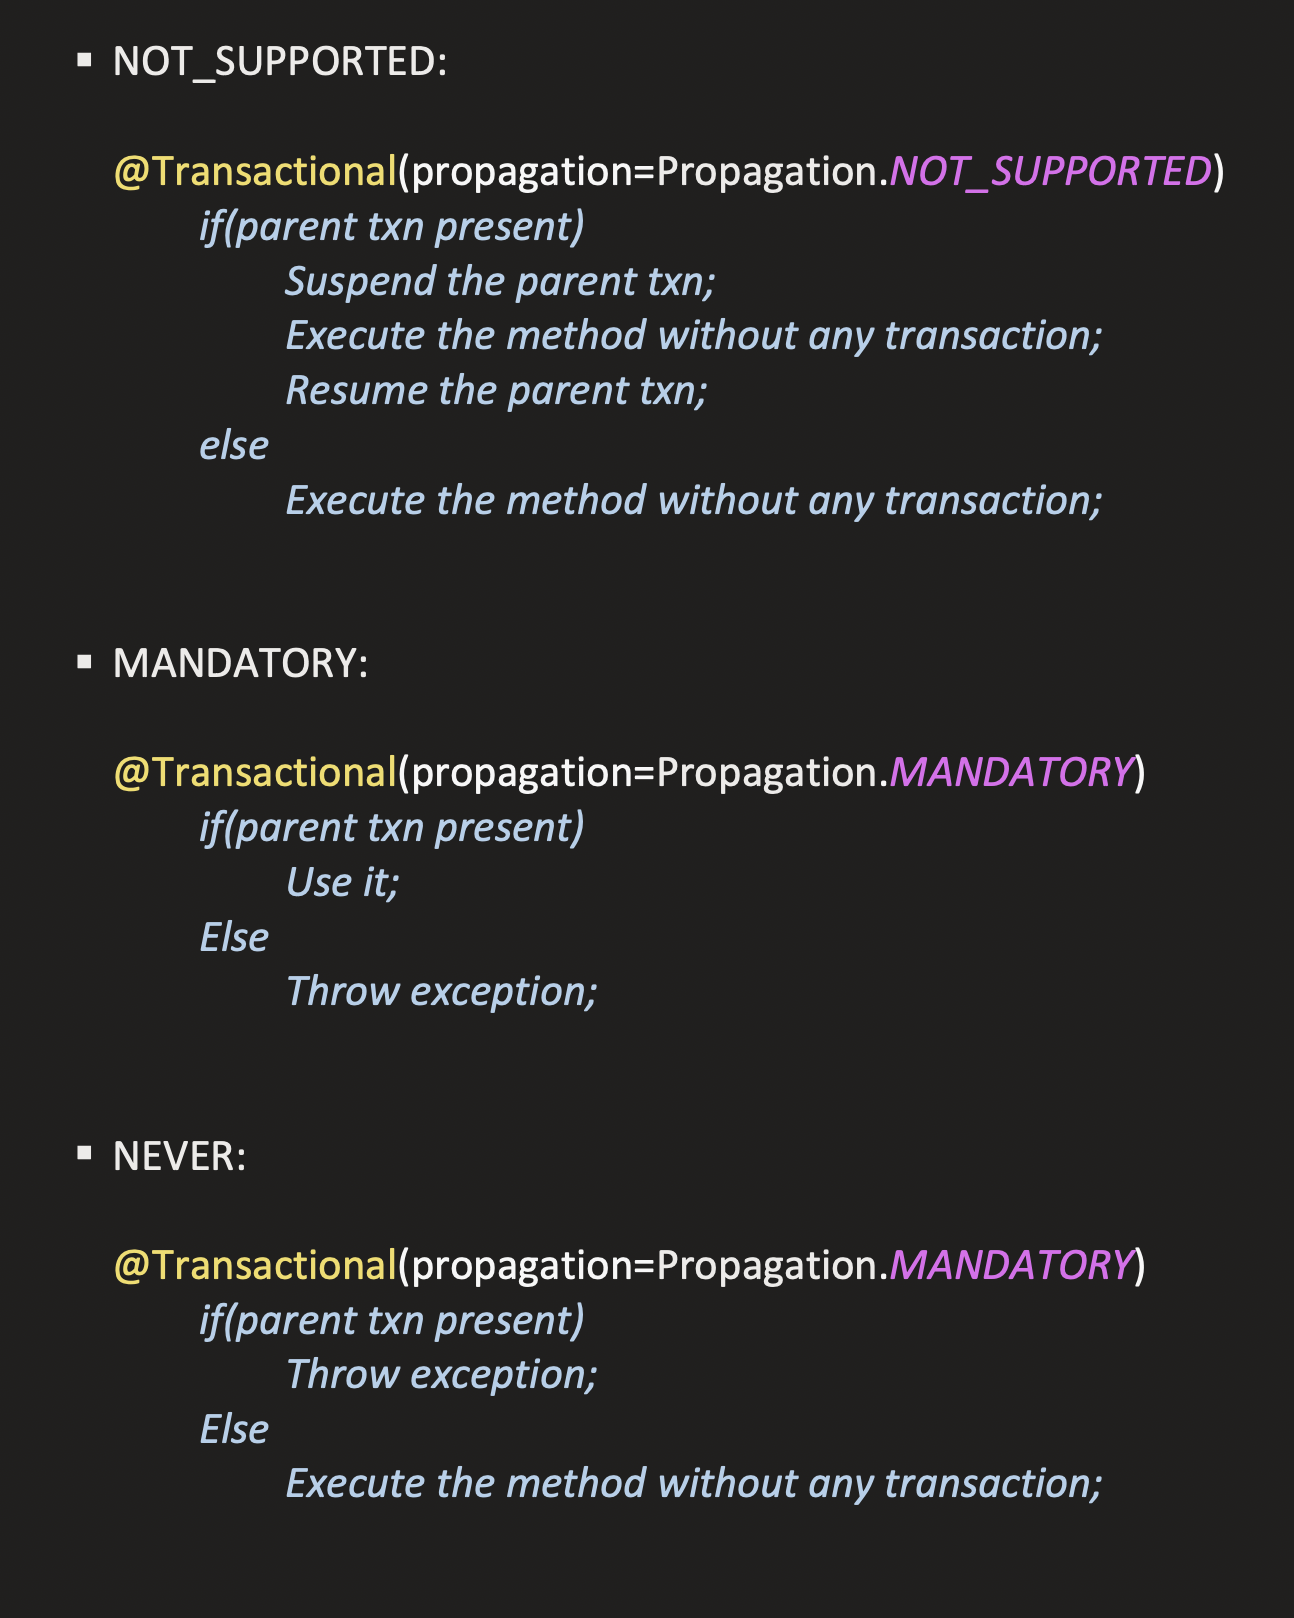 ▪ NOT_SUPPORTED:
@Transactional(propagation=Propagation.NOT_SUPPORTED)
if(parent txn present)
Suspend the parent txn;
Execute the method without any transaction;
Resume the parent txn;
else
Execute the method without any transaction;
▪ MANDATORY:
@Transactional(propagation=Propagation.MANDATORY)
if(parent txn present)
Use it;
Else
Throw exception;
▪ NEVER:
@Transactional(propagation=Propagation.MANDATORY)
if(parent txn present)
Throw exception;
Else
Execute the method without any transaction;